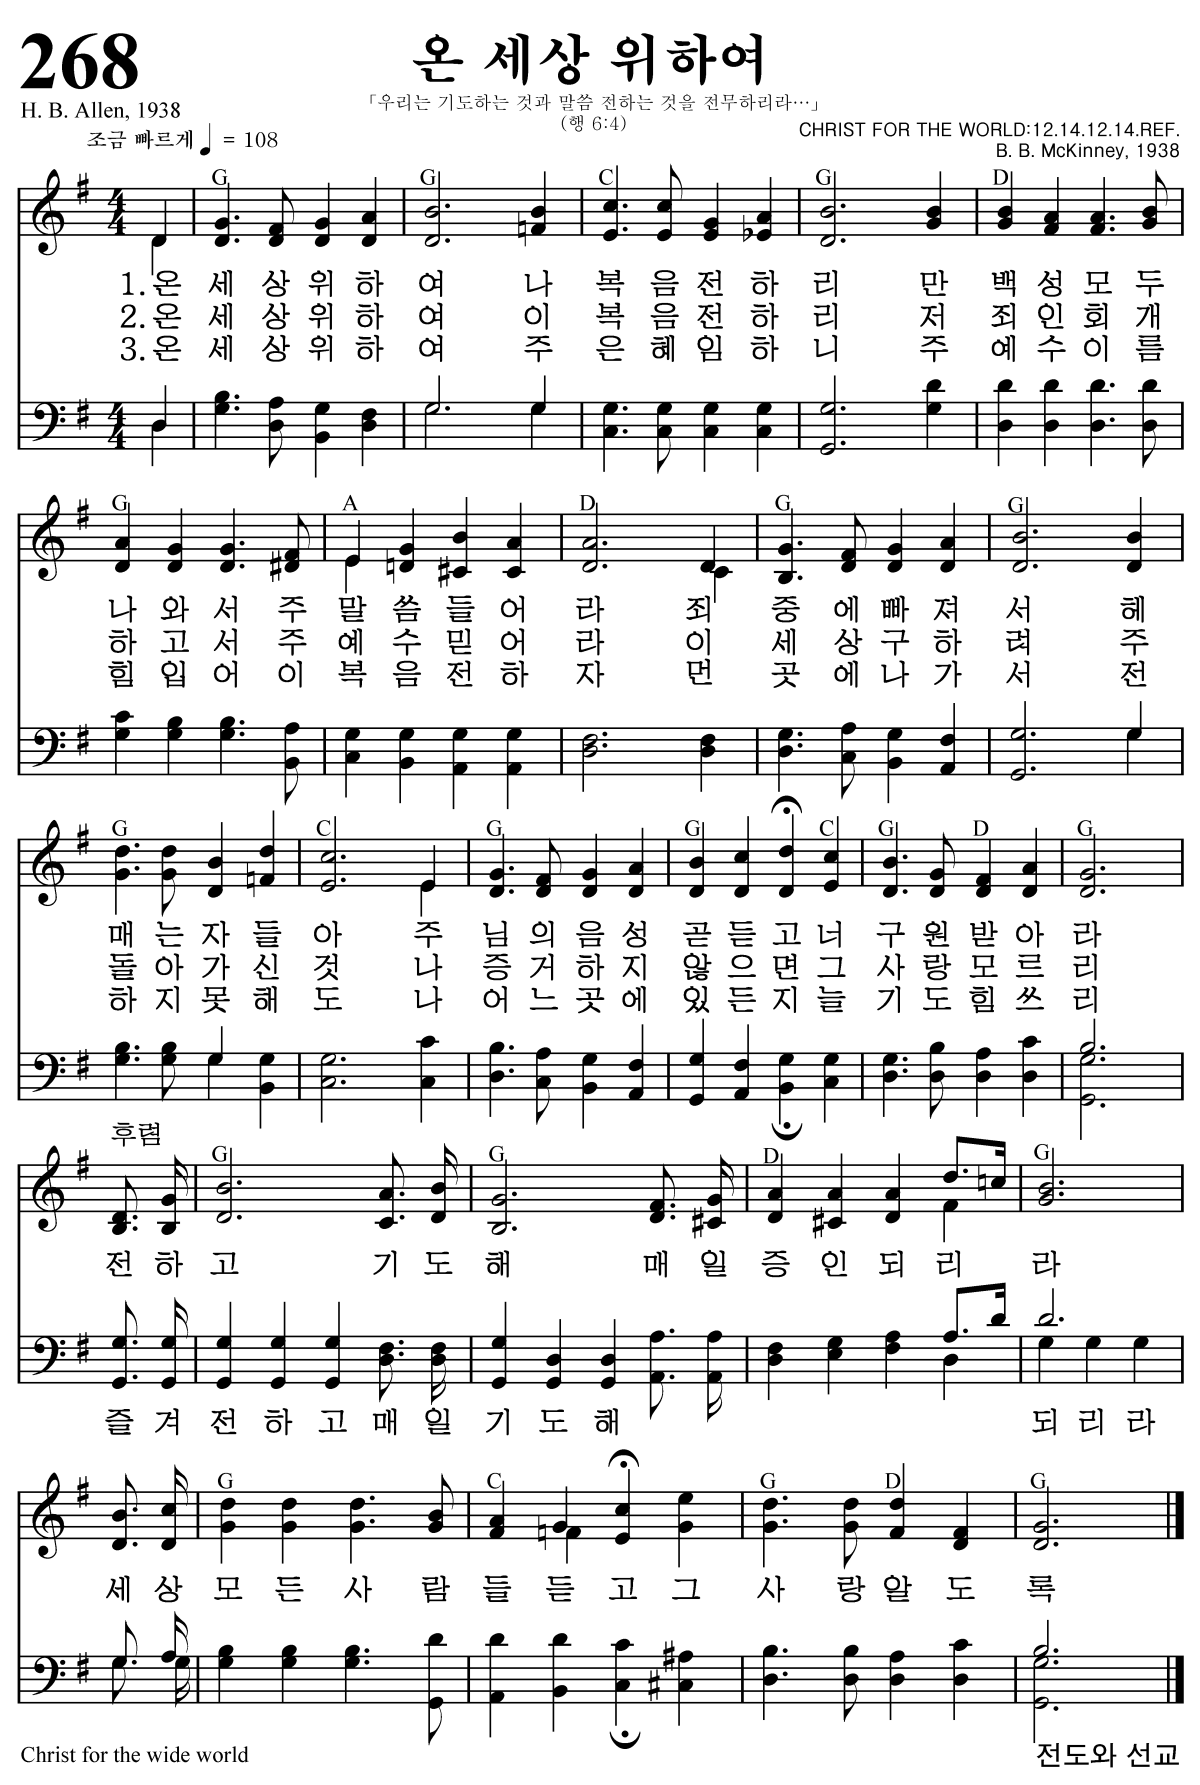 268
온 세상 위하여
H. B. Allen, 1938
「우리는 기도하는 것과 말씀 전하는 것을 전무하리라…」
(행 6:4)
조금 빠르게 ♩ = 108
CHRIST FOR THE WORLD:12.14.12.14.REF.
B. B. McKinney, 1938
G G C G D
1.온 세 상 위 하 여 나 복 음 전 하 리 만 백 성 모 두
2.온 세 상 위 하 여 이 복 음 전 하 리 저 죄 인 회 개
3.온 세 상 위 하 여 주 은 혜 임 하 니 주 예 수 이 름
G A D G G
나 와 서 주 말 씀 들 어 라 죄 중 에 빠 져 서 헤
하 고 서 주 예 수 믿 어 라 이 세 상 구 하 려 주
힘 입 어 이 복 음 전 하 자 먼 곳 에 나 가 서 전
G C G G C G D G
매 는 자 들 아 주 님 의 음 성 곧 듣 고 너 구 원 받 아 라
돌 아 가 신 것 나 증 거 하 지 않 으 면 그 사 랑 모 르 리
하 지 못 해 도 나 어 느 곳 에 있 든 지 늘 기 도 힘 쓰 리
후렴
G G D G
전 하 고 기 도 해 매 일 증 인 되 리 라
즐 겨 전 하 고 매 일 기 도 해 되 리 라
G C G D G
세 상 모 든 사 람 들 듣 고 그 사 랑 알 도 록
Christ for the wide world
전도와 선교